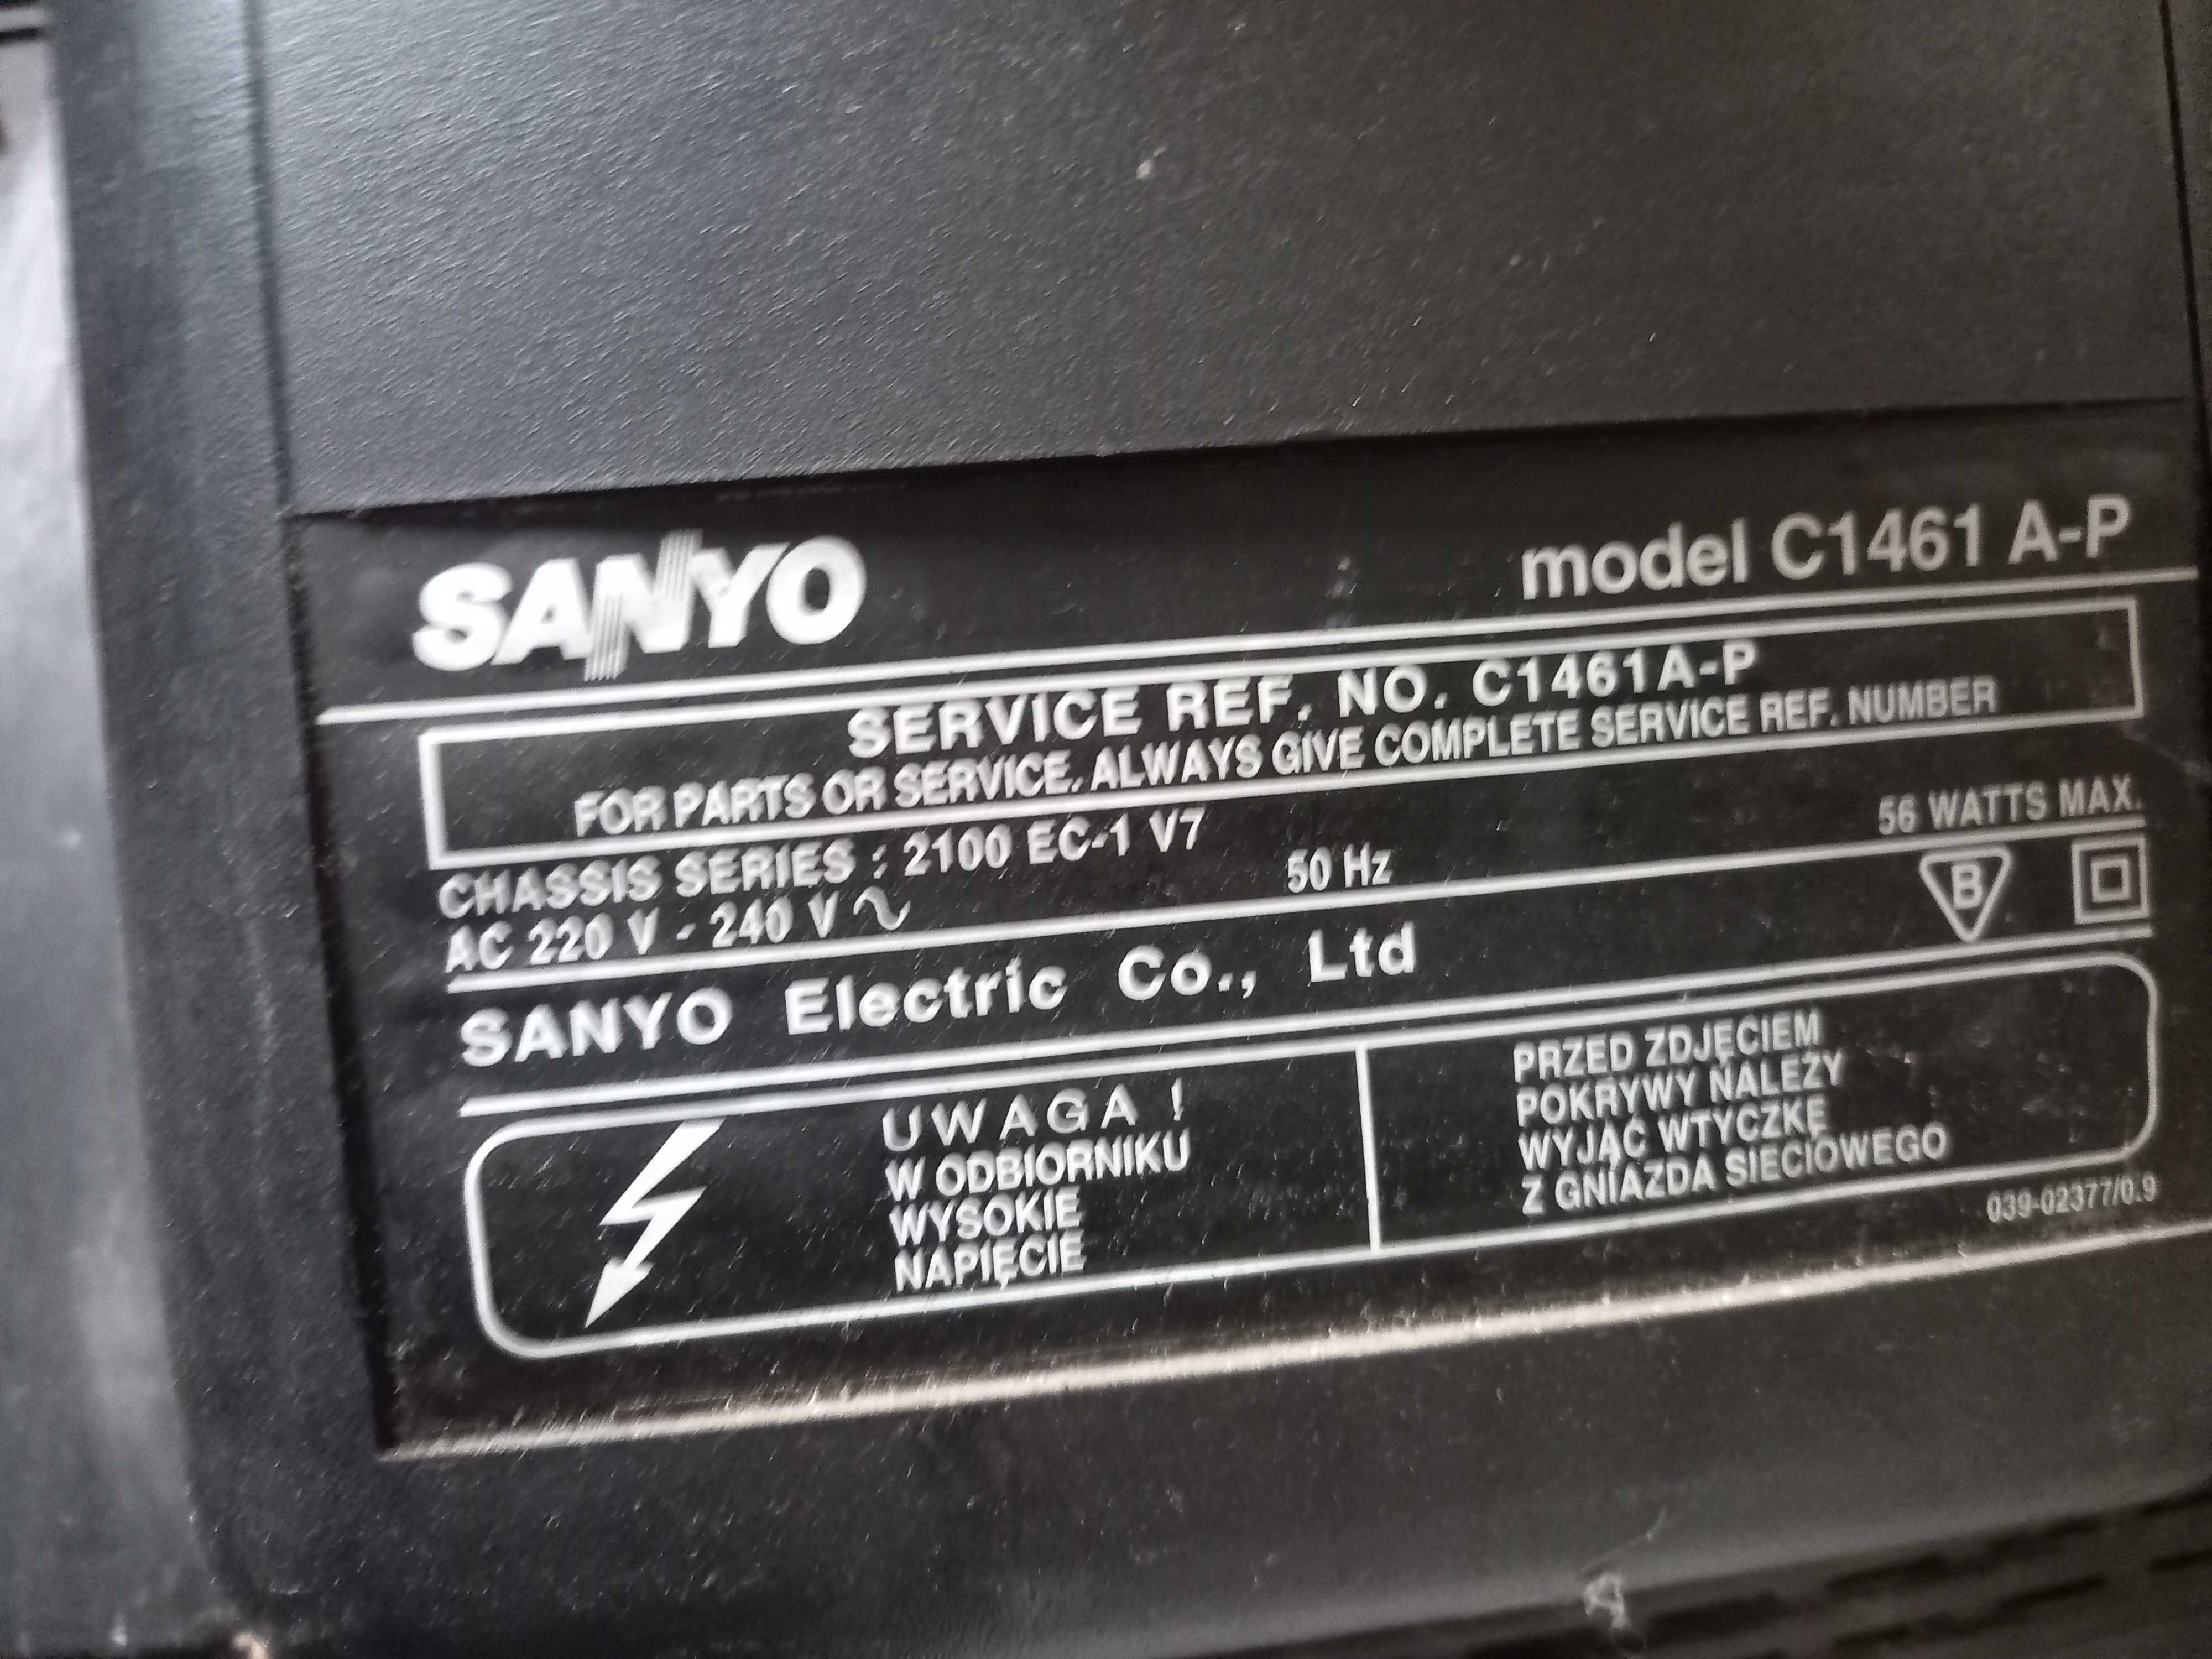 SANYO
model C1461 A-P
SERVICE REF. NO. C1461A-P
FOR PARTS OR SERVICE, ALWAYS GIVE COMPLETE SERVICE REF. NUMBER
CHASSIS SERIES : 2100 EC-1 V7
56 WATTS MAX.
AC 220 V - 240 V ∿ 50 Hz
B
SANYO Electric Co., Ltd
UWAGA !
W ODBIORNIKU
WYSOKIE
NAPIĘCIE
PRZED ZDJĘCIEM
POKRYWY NALEŻY
WYJĄĆ WTYCZKĘ
Z GNIAZDA SIECIOWEGO
039-02377/0.9